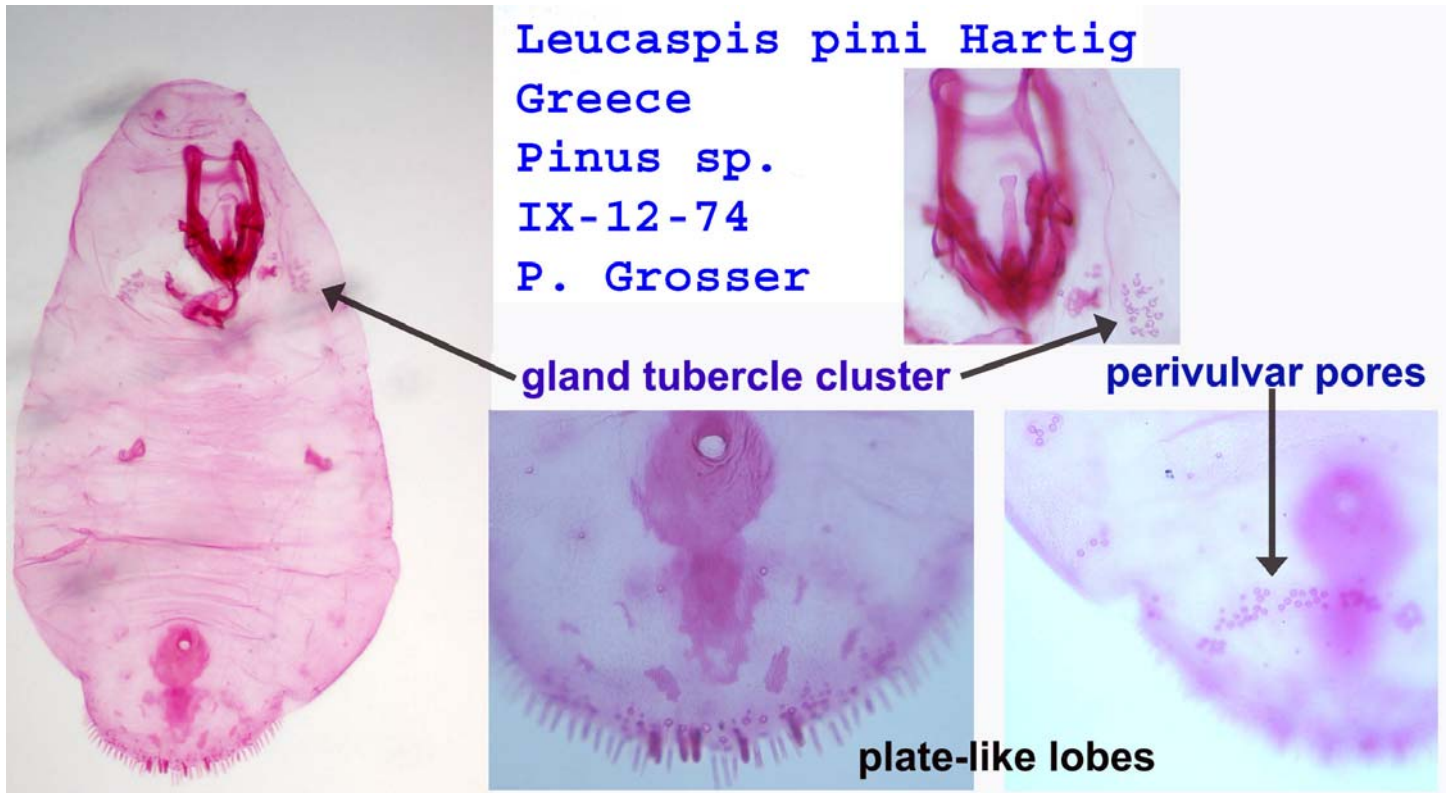 Leucaspis pini Hartig
Greece
Pinus sp.
IX-12-74
P. Grosser
gland tubercle cluster
perivulvar pores
plate-like lobes